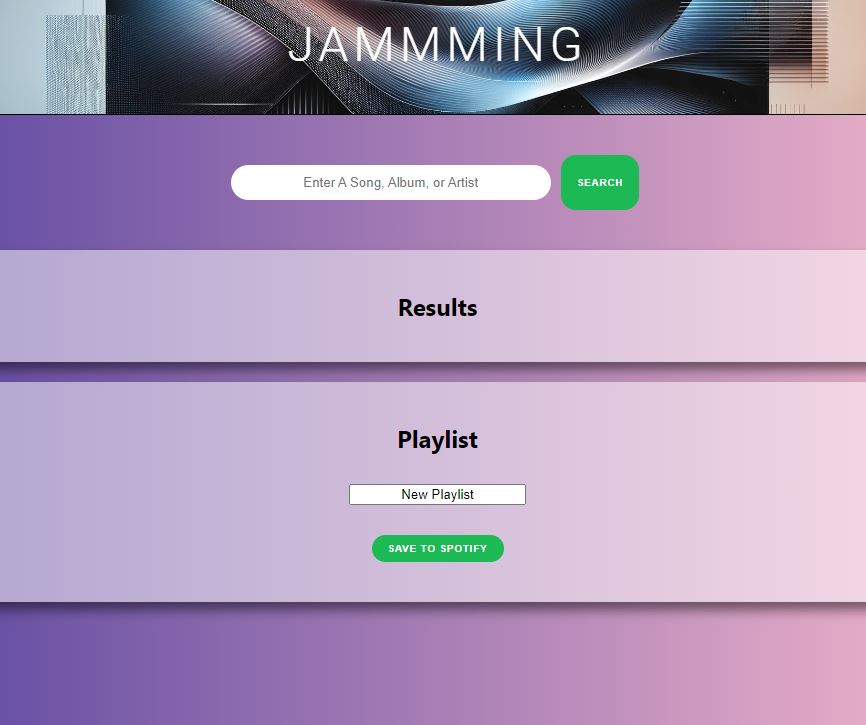 JAMMMING
Enter A Song, Album, or Artist
SEARCH
Results
Playlist
New Playlist
SAVE TO SPOTIFY